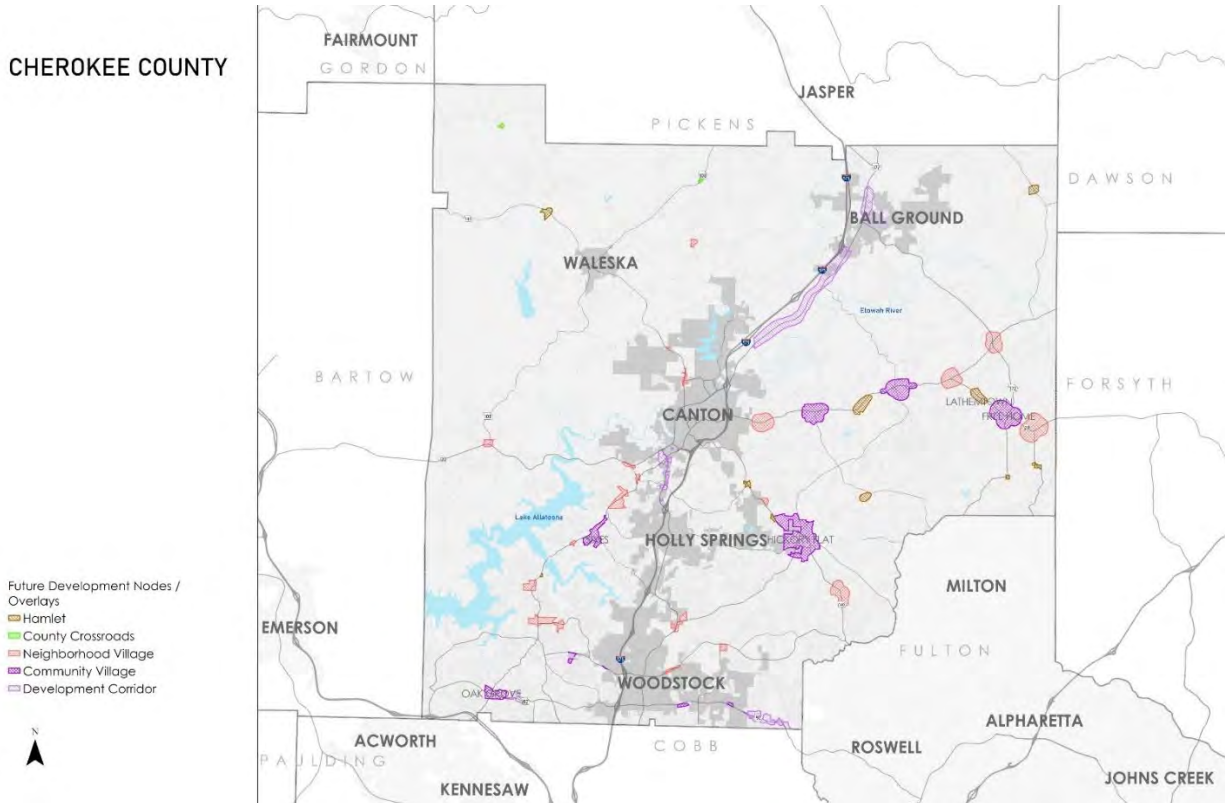 CHEROKEE COUNTY
FAIRMOUNT
GORDON
JASPER
PICKENS
DAWSON
BALL GROUND
WALESKA
Etowah River
BARTOW
FORSYTH
LATHEMTOWN
FREE HOME
CANTON
Lake Allatoona
HOLLY SPRINGS
HICKORY FLAT
MILTON
EMERSON
FULTON
WOODSTOCK
OAK GROVE
ALPHARETTA
ACWORTH
COBB
ROSWELL
PAULDING
KENNESAW
JOHNS CREEK
Future Development Nodes /
Overlays
Hamlet
County Crossroads
Neighborhood Village
Community Village
Development Corridor
N